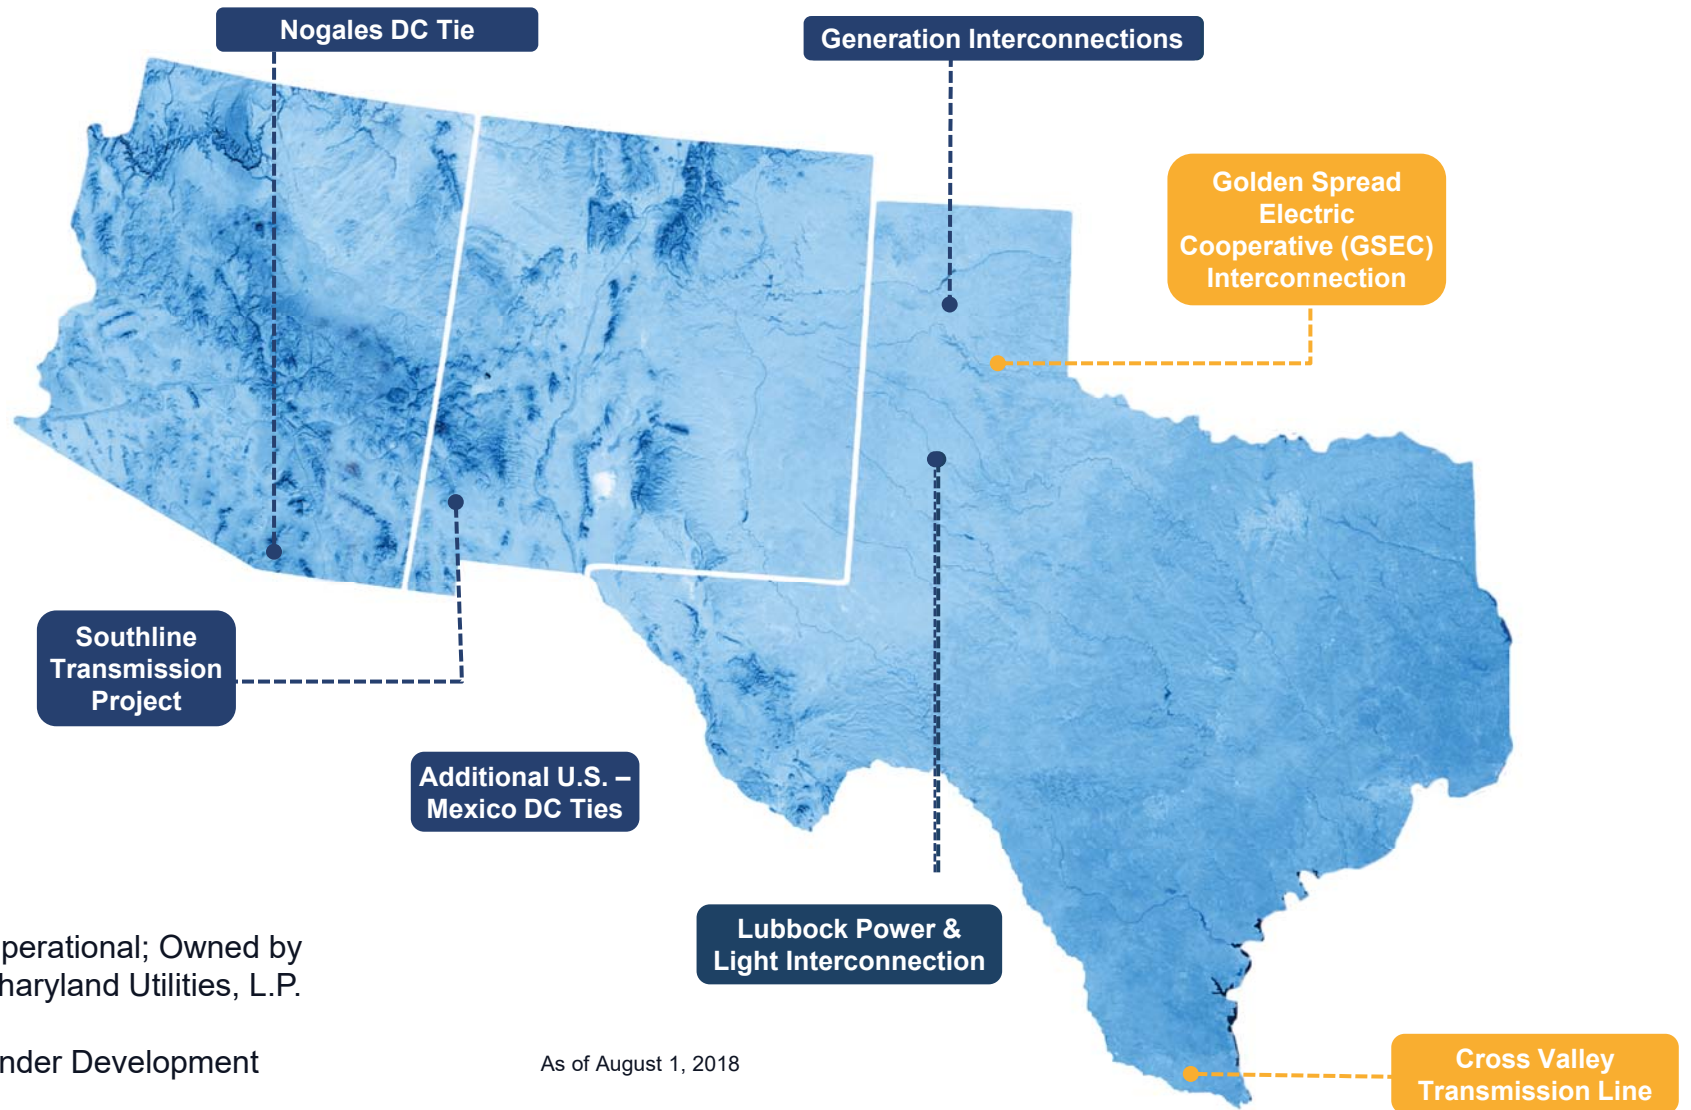 Nogales DC Tie
Generation Interconnections
Golden Spread
Electric
Cooperative (GSEC)
Interconnection
Southline
Transmission
Project
Additional U.S. –
Mexico DC Ties
Lubbock Power &
Light Interconnection
perational; Owned by
haryland Utilities, L.P.
nder Development
As of August 1, 2018
Cross Valley
Transmission Line